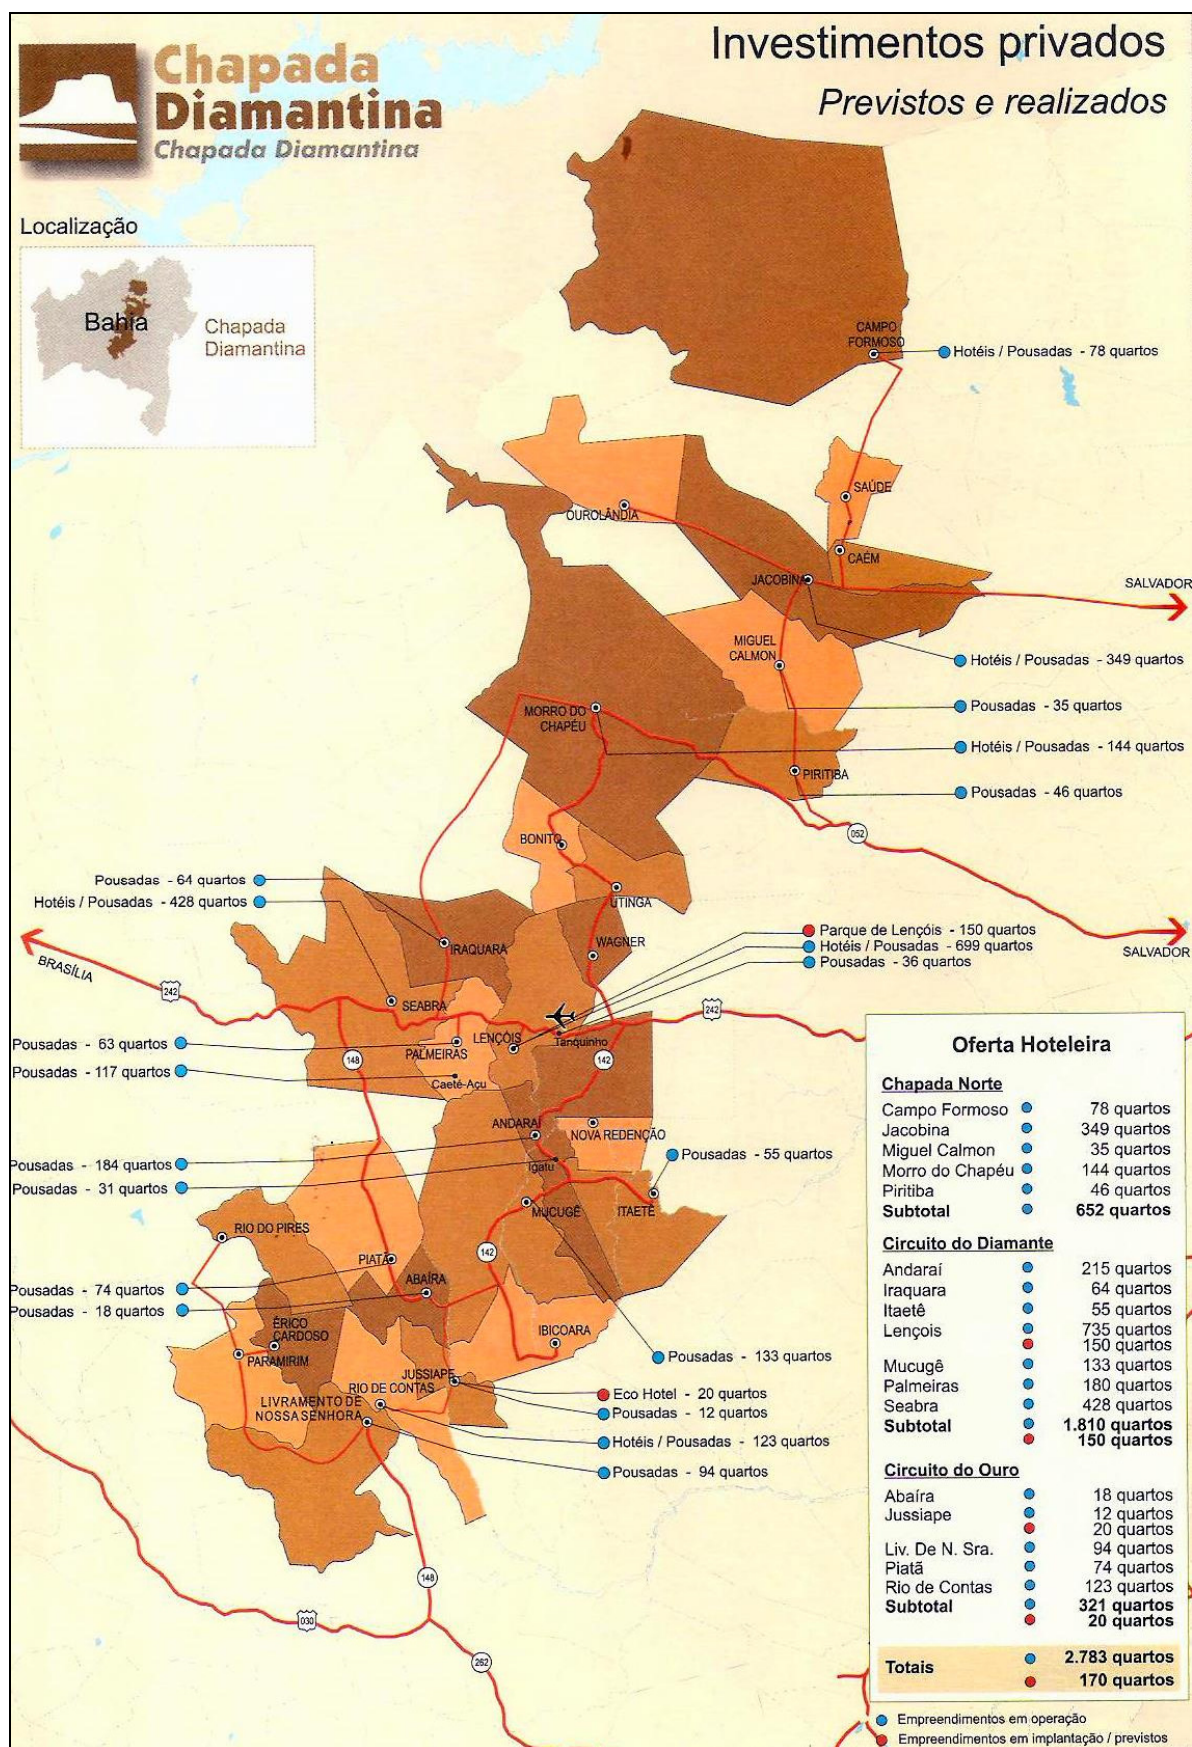 Investimentos privados
Previstos e realizados
Chapada
Diamantina
Chapada Diamantina
Localização
Bahia
Chapada
Diamantina
CAMPO
FORMOSO
Hotéis / Pousadas - 78 quartos
SAÚDE
OUROLÂNDIA
CAÉM
JACOBINA
SALVADOR
MIGUEL
CALMON
Hotéis / Pousadas - 349 quartos
Pousadas - 35 quartos
MORRO DO
CHAPÉU
Hotéis / Pousadas - 144 quartos
PIRITIBA
Pousadas - 46 quartos
052
BONITO
Pousadas - 64 quartos
Hotéis / Pousadas - 428 quartos
UTINGA
Parque de Lençóis - 150 quartos
Hotéis / Pousadas - 699 quartos
Pousadas - 36 quartos
IRAQUARA
WAGNER
SALVADOR
BRASÍLIA
242
SEABRA
242
LENÇÓIS
Tanquinho
Pousadas - 63 quartos
PALMEIRAS
148
142
Pousadas - 117 quartos
Caeté-Açu
ANDARAÍ
NOVA REDENÇÃO
Pousadas - 184 quartos
Igatu
Pousadas - 55 quartos
Pousadas - 31 quartos
MUCUGÊ
ITAETÊ
RIO DO PIRES
142
PIATÃ
Pousadas - 74 quartos
ABAÍRA
Pousadas - 18 quartos
ÉRICO
CARDOSO
IBICOARA
PARAMIRIM
Pousadas - 133 quartos
JUSSIAPE
RIO DE CONTAS
Eco Hotel - 20 quartos
LIVRAMENTO DE
NOSSA SENHORA
Pousadas - 12 quartos
Hotéis / Pousadas - 123 quartos
Pousadas - 94 quartos
148
030
262
Oferta Hoteleira
Chapada Norte
Campo Formoso 78 quartos
Jacobina 349 quartos
Miguel Calmon 35 quartos
Morro do Chapéu 144 quartos
Piritiba 46 quartos
Subtotal 652 quartos
Circuito do Diamante
Andaraí 215 quartos
Iraquara 64 quartos
Itaetê 55 quartos
Lençois 735 quartos
150 quartos
Mucugê 133 quartos
Palmeiras 180 quartos
Seabra 428 quartos
Subtotal 1.810 quartos
150 quartos
Circuito do Ouro
Abaíra 18 quartos
Jussiape 12 quartos
20 quartos
Liv. De N. Sra. 94 quartos
Piatã 74 quartos
Rio de Contas 123 quartos
Subtotal 321 quartos
20 quartos
Totais 2.783 quartos
170 quartos
Empreendimentos em operação
Empreendimentos em implantação / previstos